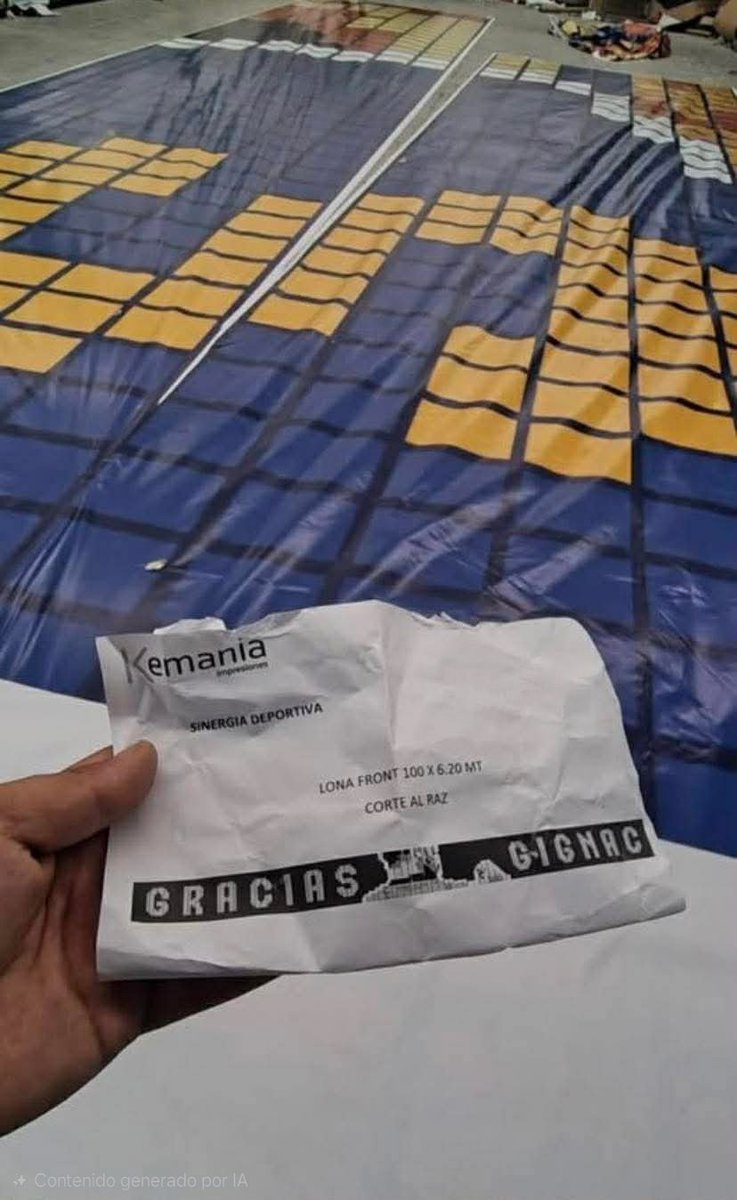 Kemania
Impresiones
SINERGIA DEPORTIVA
LONA FRONT 100 X 6.20 MT
CORTE AL RAZ
GRACIAS GIGNAC
Contenido generado por IA